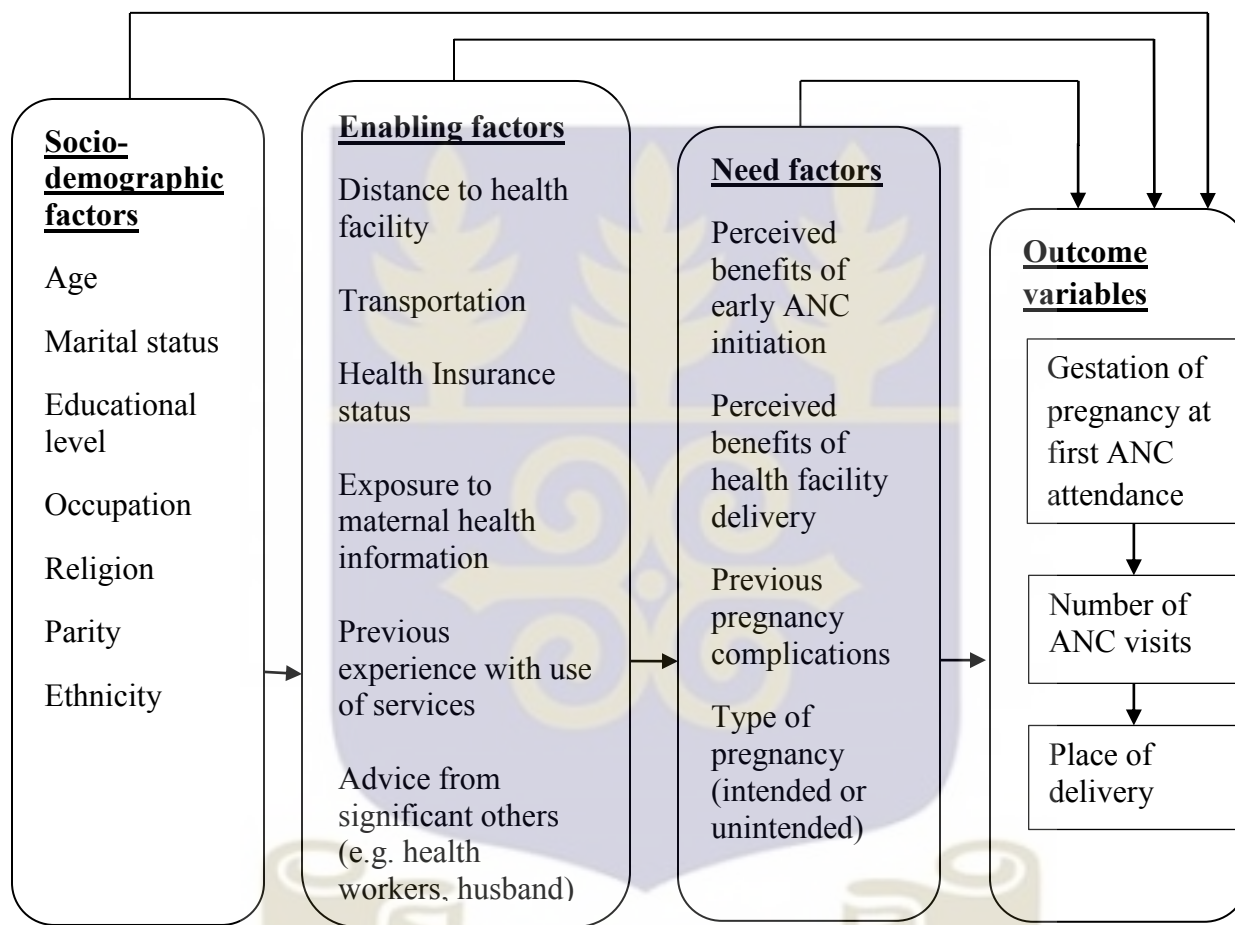 Socio-
demographic
factors
Age
Marital status
Educational
level
Occupation
Religion
Parity
Ethnicity
Enabling factors
Distance to health
facility
Transportation
Health Insurance
status
Exposure to
maternal health
information
Previous
experience with use
of services
Advice from
significant others
(e.g. health
workers, husband)
Need factors
Perceived
benefits of
early ANC
initiation
Perceived
benefits of
health facility
delivery
Previous
pregnancy
complications
Type of
pregnancy
(intended or
unintended)
Outcome
variables
Gestation of
pregnancy at
first ANC
attendance
Number of
ANC visits
Place of
delivery